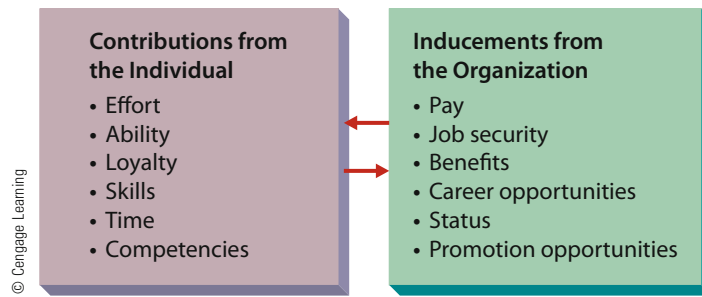 Contributions from
the Individual
• Effort
• Ability
• Loyalty
• Skills
• Time
• Competencies
Inducements from
the Organization
• Pay
• Job security
• Benefits
• Career opportunities
• Status
• Promotion opportunities
© Cengage Learning